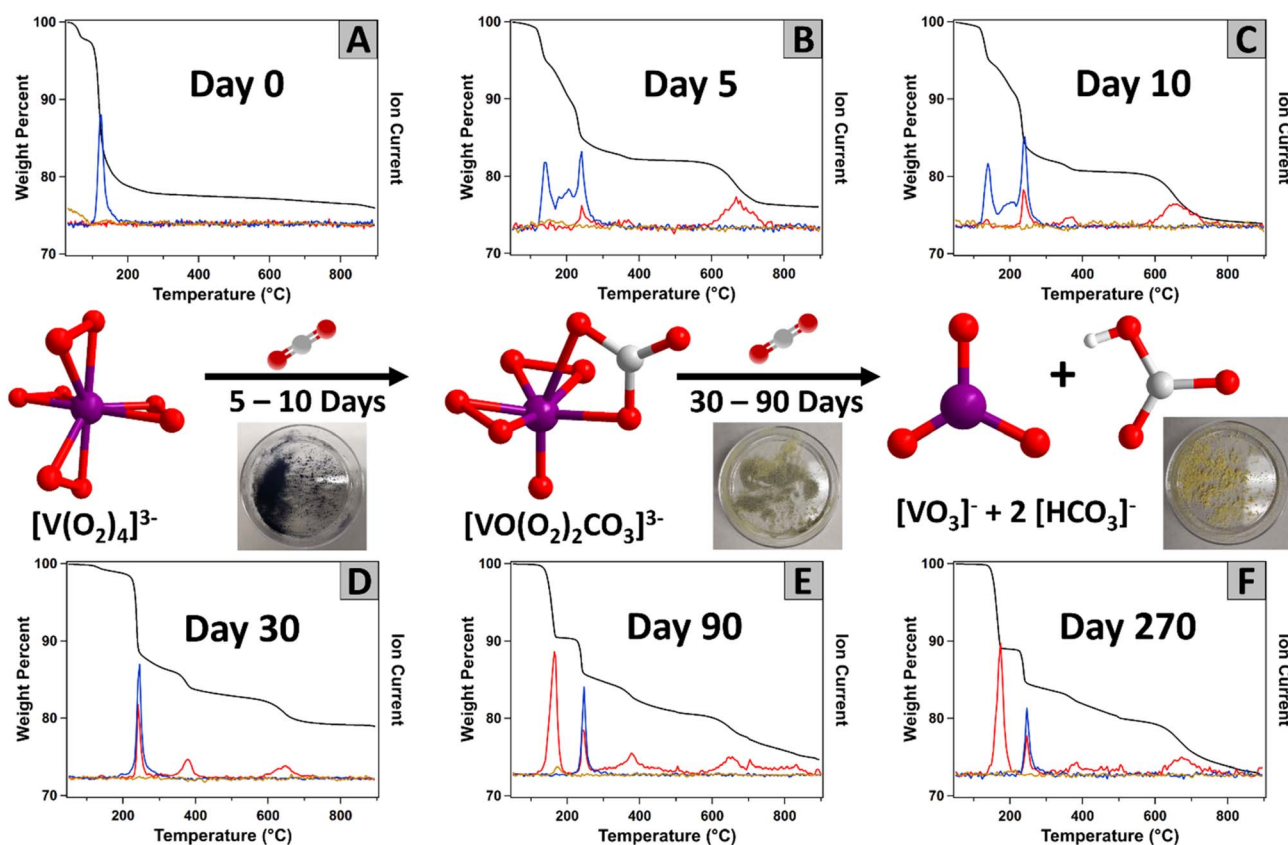 A
Day 0
100
90
80
70
Weight Percent
Ion Current
200 400 600 800
Temperature (°C)
B
Day 5
100
90
80
70
Weight Percent
Ion Current
200 400 600 800
Temperature (°C)
C
Day 10
100
90
80
70
Weight Percent
Ion Current
200 400 600 800
Temperature (°C)
5 – 10 Days
30 – 90 Days
+
[V(O₂)₄]³⁻
[VO(O₂)₂CO₃]³⁻
[VO₃]⁻ + 2 [HCO₃]⁻
D
Day 30
100
90
80
70
Weight Percent
Ion Current
200 400 600 800
Temperature (°C)
E
Day 90
100
90
80
70
Weight Percent
Ion Current
200 400 600 800
Temperature (°C)
F
Day 270
100
90
80
70
Weight Percent
Ion Current
200 400 600 800
Temperature (°C)